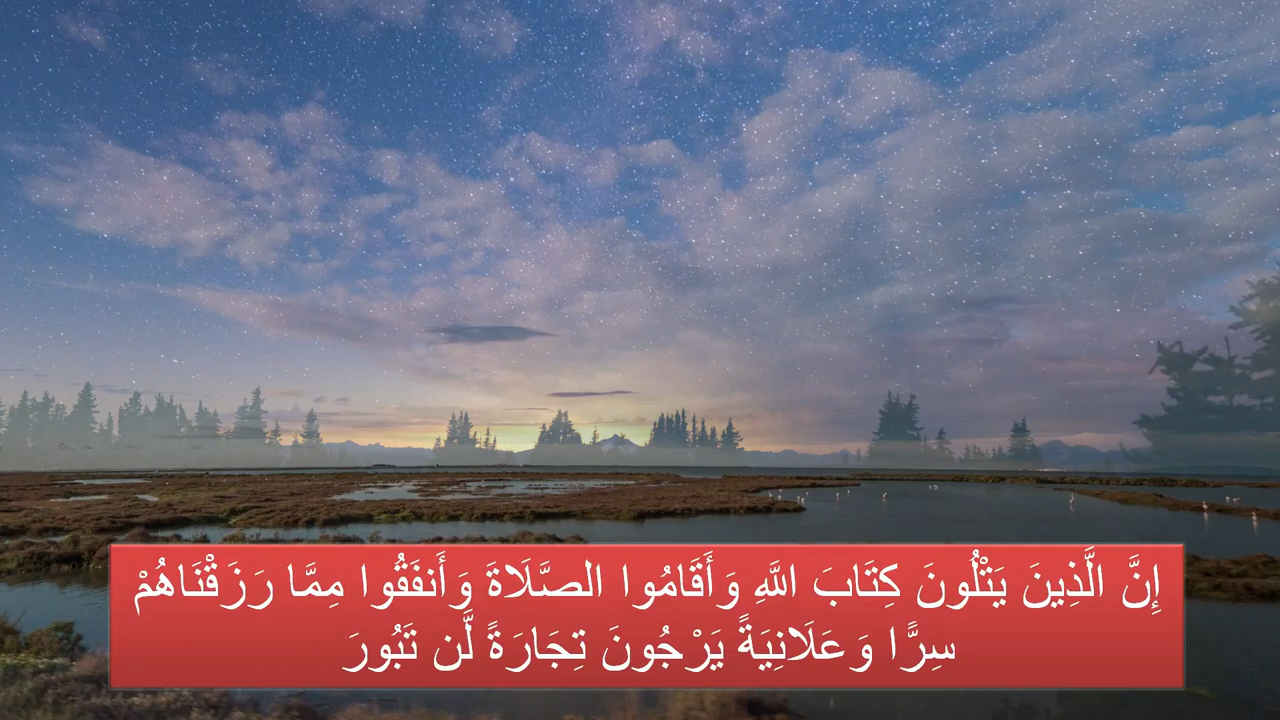 إِنَّ الَّذِينَ يَتْلُونَ كِتَابَ اللَّهِ وَأَقَامُوا الصَّلَاةَ وَأَنفَقُوا مِمَّا رَزَقْنَاهُمْ
سِرًّا وَعَلَانِيَةً يَرْجُونَ تِجَارَةً لَّن تَبُورَ